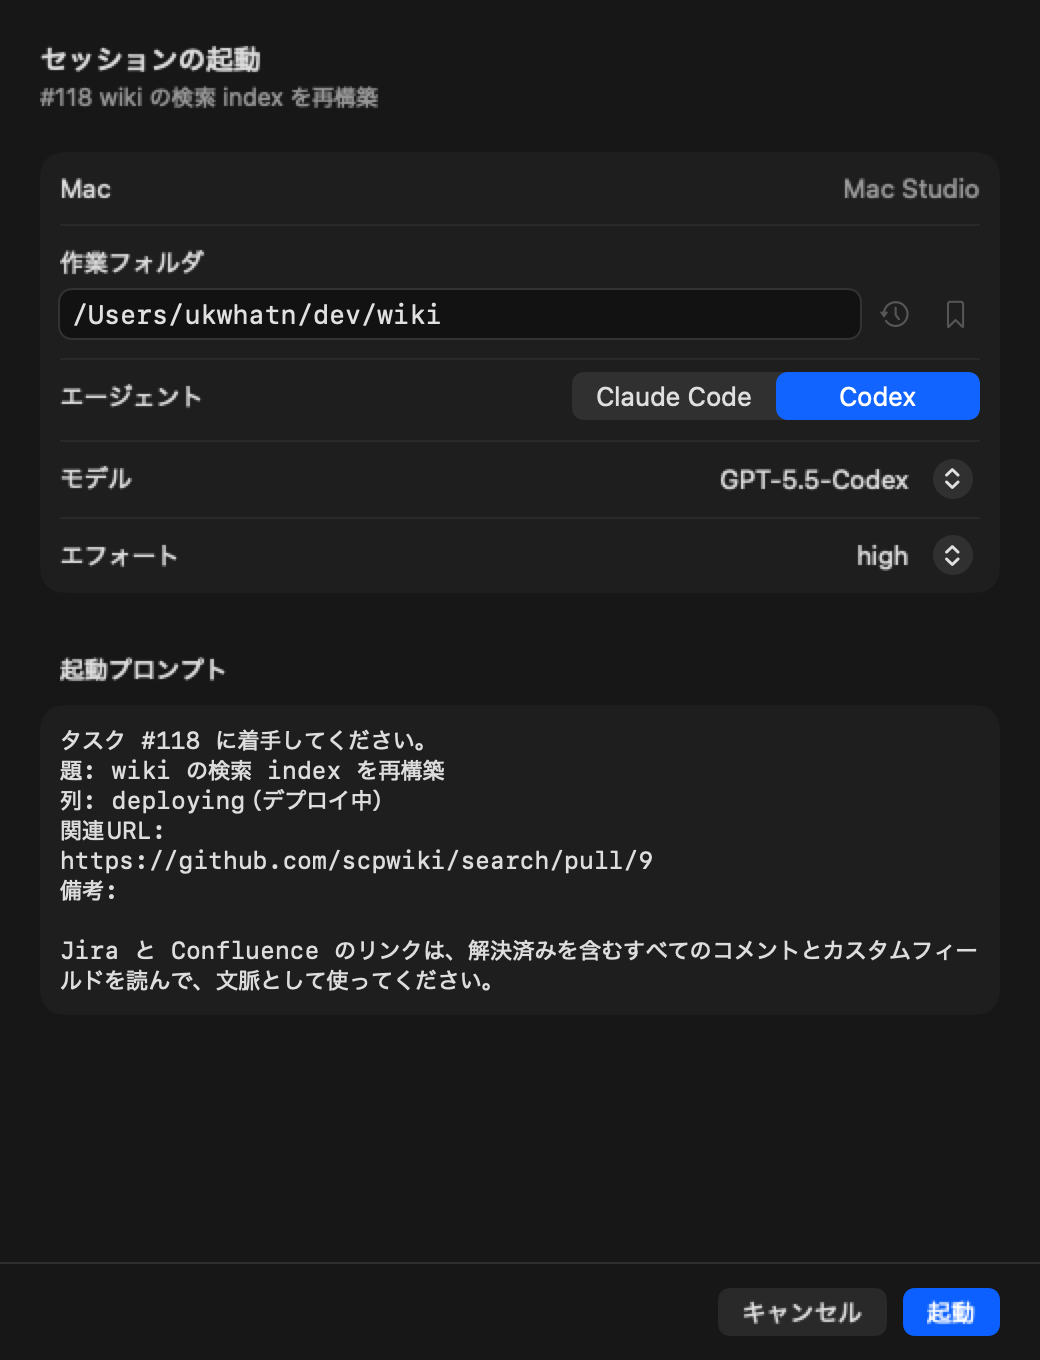 セッションの起動
#118 wiki の検索 index を再構築
Mac
Mac Studio
作業フォルダ
/Users/ukwhatn/dev/wiki
エージェント
Claude Code
Codex
モデル
GPT-5.5-Codex
エフォート
high
起動プロンプト
タスク #118 に着手してください。
題: wiki の検索 index を再構築
列: deploying（デプロイ中）
関連URL:
https://github.com/scpwiki/search/pull/9
備考:
Jira と Confluence のリンクは、解決済みを含むすべてのコメントとカスタムフィー
ルドを読んで、文脈として使ってください。
キャンセル
起動